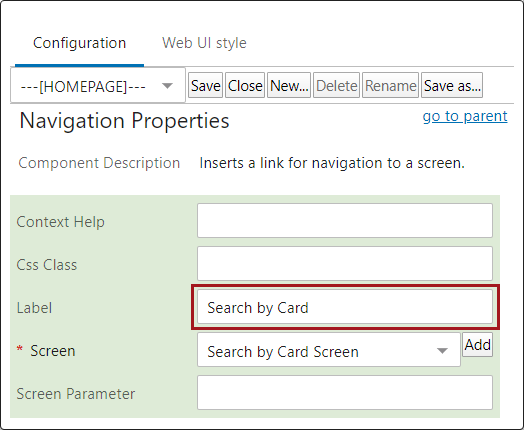 Configuration Web UI style
---[HOMEPAGE]--- Save Close New... Delete Rename Save as...
Navigation Properties go to parent
Component Description Inserts a link for navigation to a screen.
Context Help
Css Class
Label Search by Card
* Screen Search by Card Screen Add
Screen Parameter